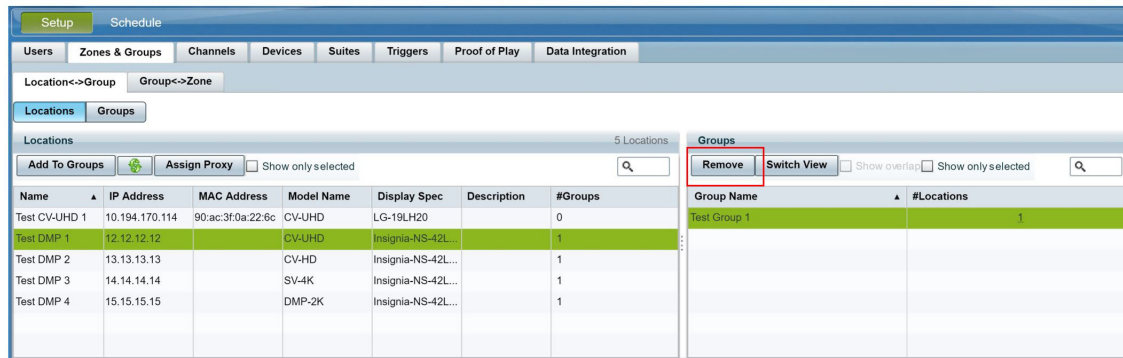 Setup Schedule
Users Zones & Groups Channels Devices Suites Triggers Proof of Play Data Integration
Location<->Group Group<->Zone
Locations Groups
Locations 5 Locations Groups
Add To Groups Assign Proxy Show only selected Remove Switch View Show overlap Show only selected
Name IP Address MAC Address Model Name Display Spec Description #Groups Group Name #Locations
Test CV-UHD 1 10.194.170.114 90:ac:3f:0a:22:6c CV-UHD LG-19LH20 0 Test Group 1 1
Test DMP 1 12.12.12.12 CV-UHD Insignia-NS-42L... 1
Test DMP 2 13.13.13.13 CV-HD Insignia-NS-42L... 1
Test DMP 3 14.14.14.14 SV-4K Insignia-NS-42L... 1
Test DMP 4 15.15.15.15 DMP-2K Insignia-NS-42L... 1